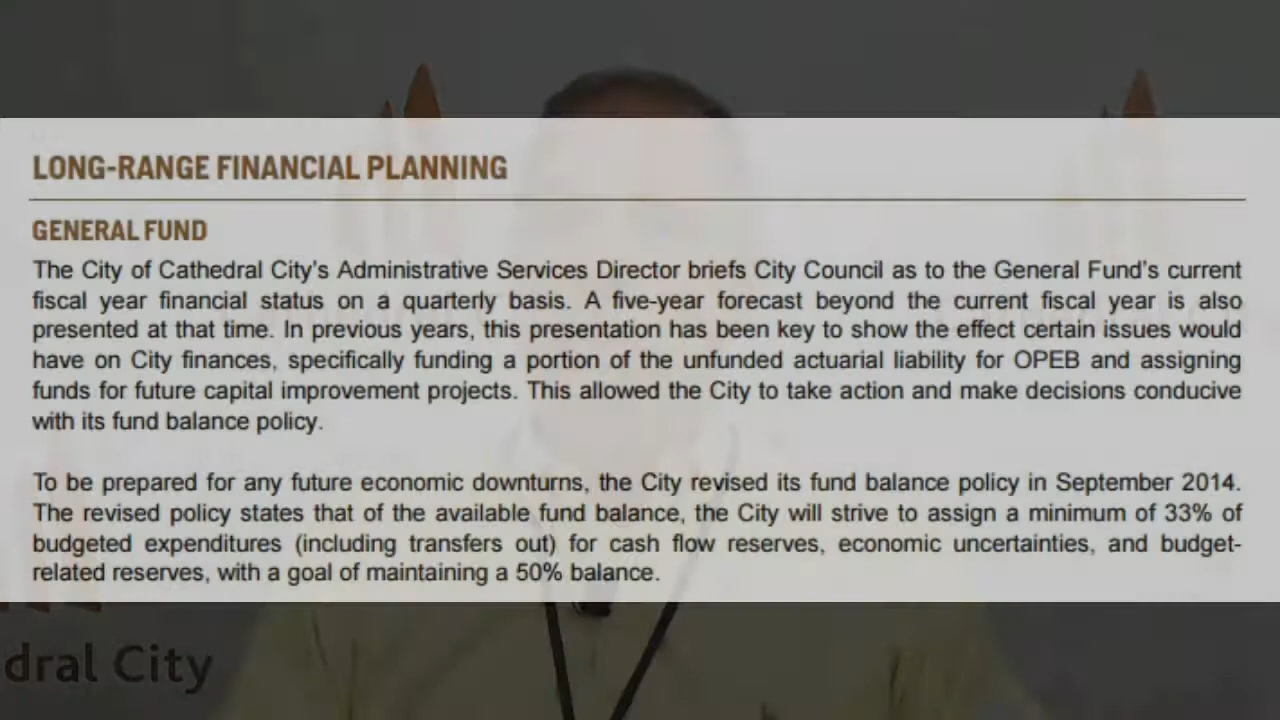 LONG-RANGE FINANCIAL PLANNING
GENERAL FUND
The City of Cathedral City's Administrative Services Director briefs City Council as to the General Fund's current
fiscal year financial status on a quarterly basis. A five-year forecast beyond the current fiscal year is also
presented at that time. In previous years, this presentation has been key to show the effect certain issues would
have on City finances, specifically funding a portion of the unfunded actuarial liability for OPEB and assigning
funds for future capital improvement projects. This allowed the City to take action and make decisions conducive
with its fund balance policy.
To be prepared for any future economic downturns, the City revised its fund balance policy in September 2014.
The revised policy states that of the available fund balance, the City will strive to assign a minimum of 33% of
budgeted expenditures (including transfers out) for cash flow reserves, economic uncertainties, and budget-
related reserves, with a goal of maintaining a 50% balance.
dral City